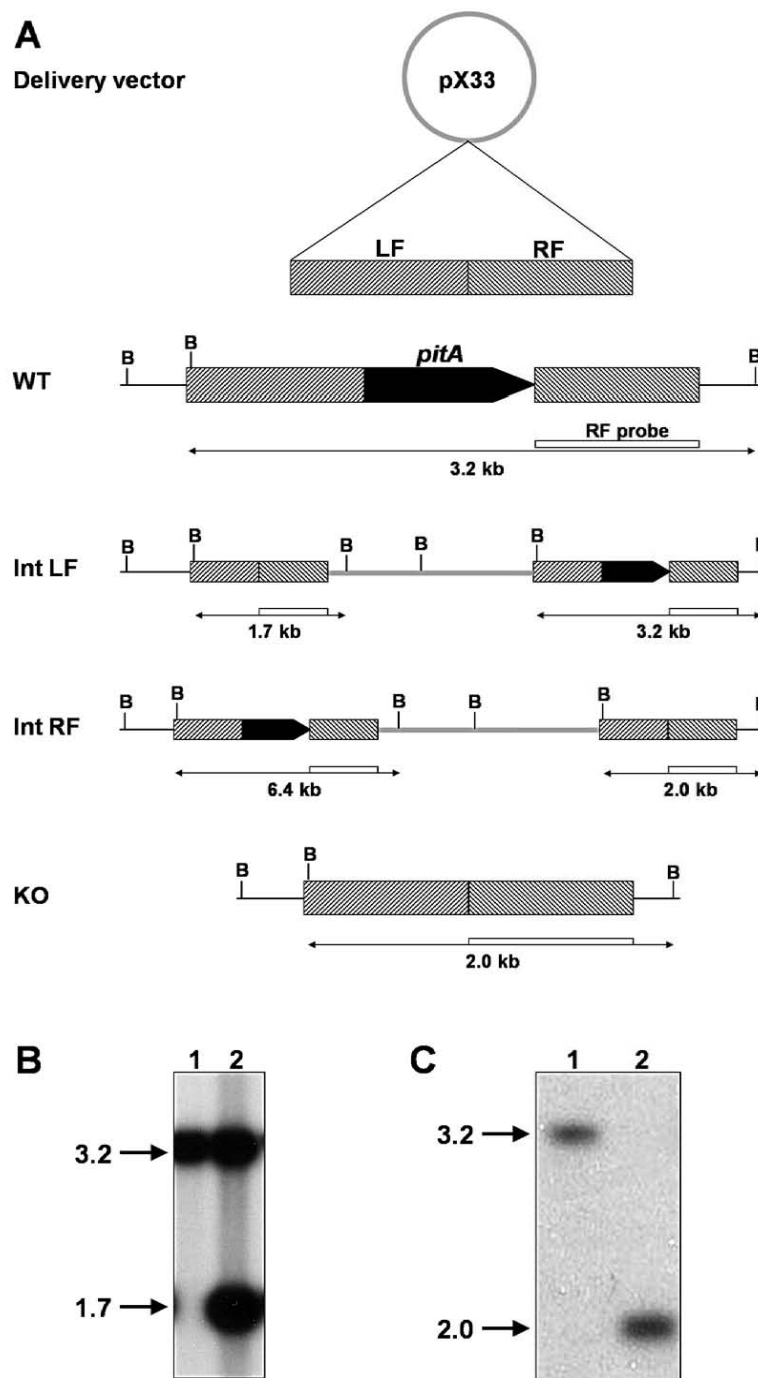 A
Delivery vector
pX33
LF RF
pitA
B B B
WT
RF probe
3.2 kb
B B B B B
Int LF
1.7 kb 3.2 kb
B B B B B
Int RF
6.4 kb 2.0 kb
B B B
KO
2.0 kb
B 1 2
3.2
1.7
C 1 2
3.2
2.0